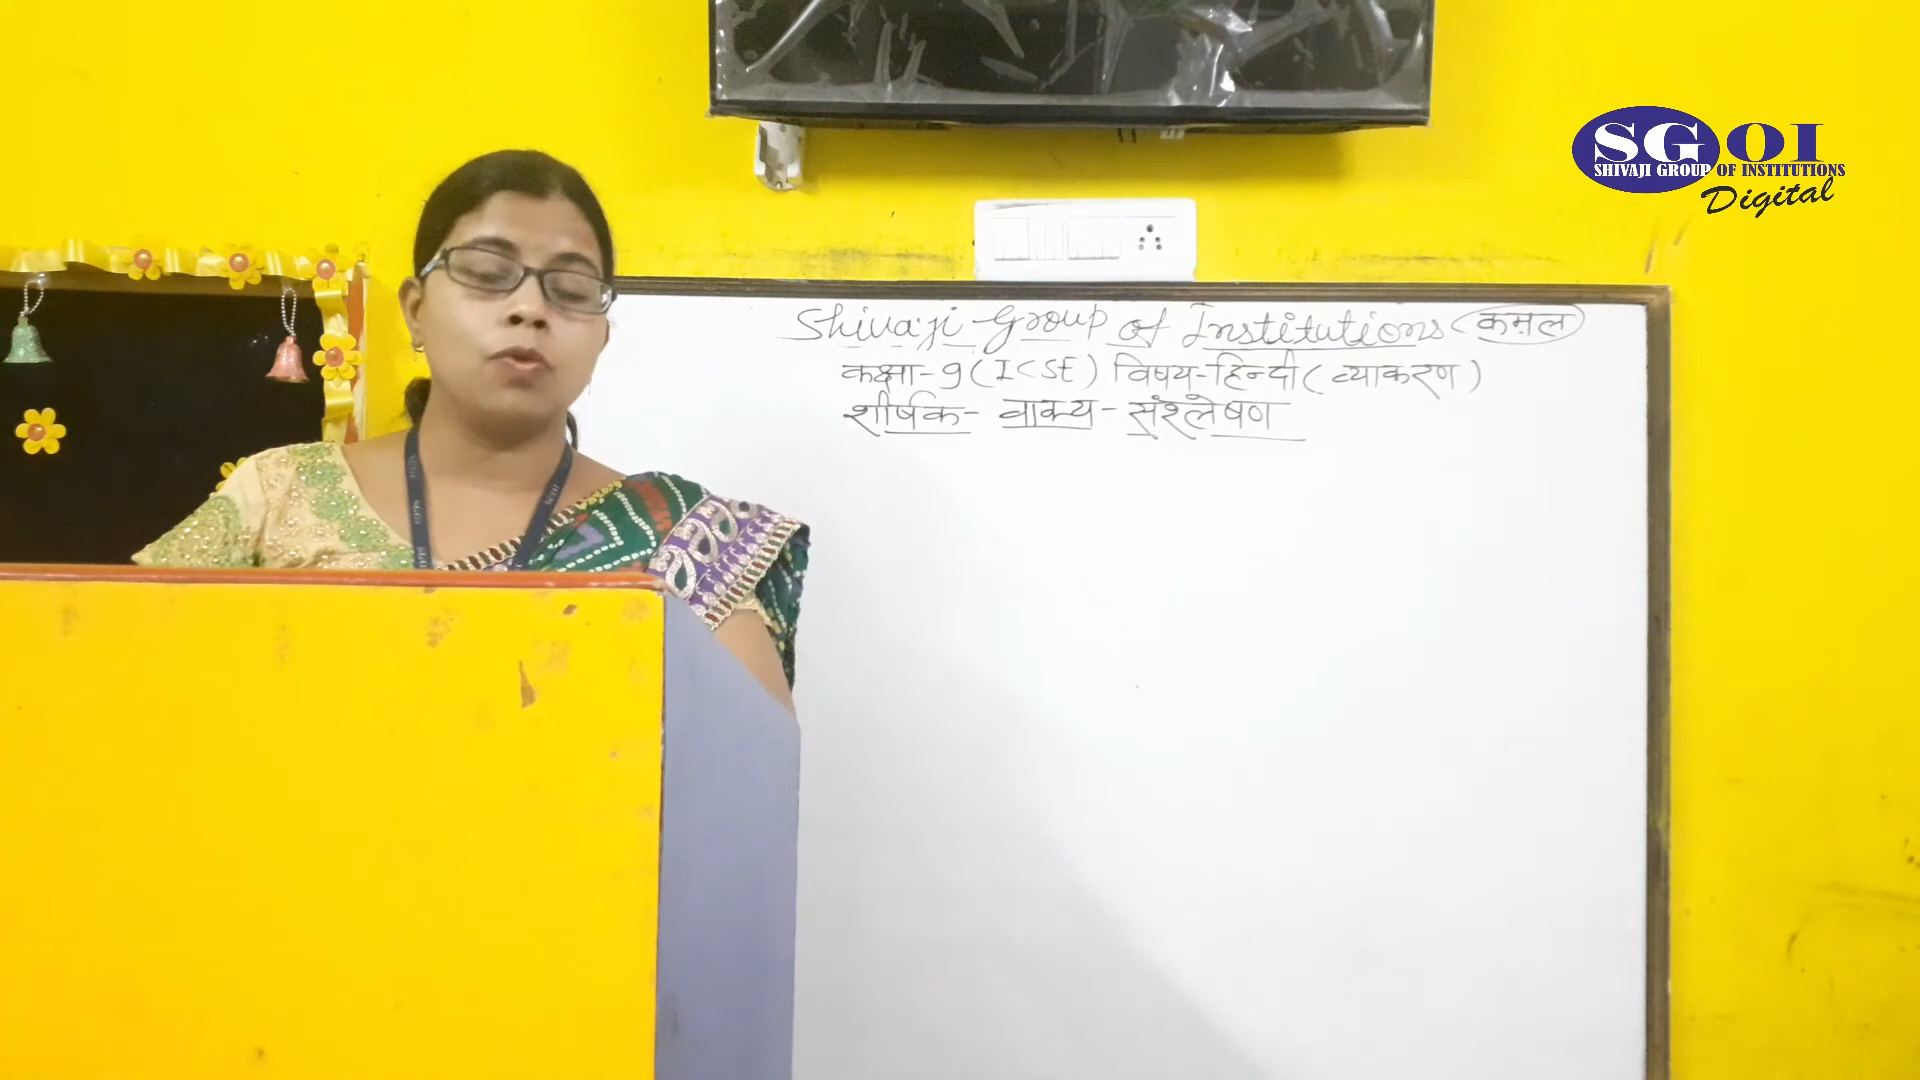 SGOI
SHIVAJI GROUP OF INSTITUTIONS
Digital
Shivaji Group of Institutions (कमल)
कक्षा-9 (ICSE) विषय-हिन्दी (व्याकरण)
शीर्षक - वाक्य - संश्लेषण